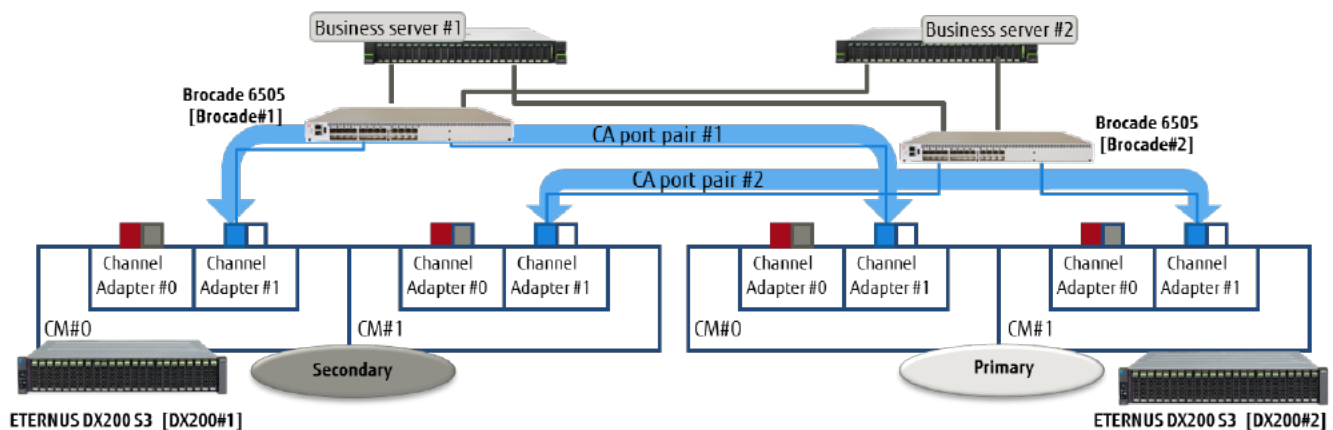 Business server #1
Business server #2
Brocade 6505
[Brocade#1]
CA port pair #1
Brocade 6505
[Brocade#2]
CA port pair #2
Channel
Adapter #0
Channel
Adapter #1
Channel
Adapter #0
Channel
Adapter #1
Channel
Adapter #0
Channel
Adapter #1
Channel
Adapter #0
Channel
Adapter #1
CM#0
CM#1
CM#0
CM#1
Secondary
Primary
ETERNUS DX200 S3 [DX200#1]
ETERNUS DX200 S3 [DX200#2]